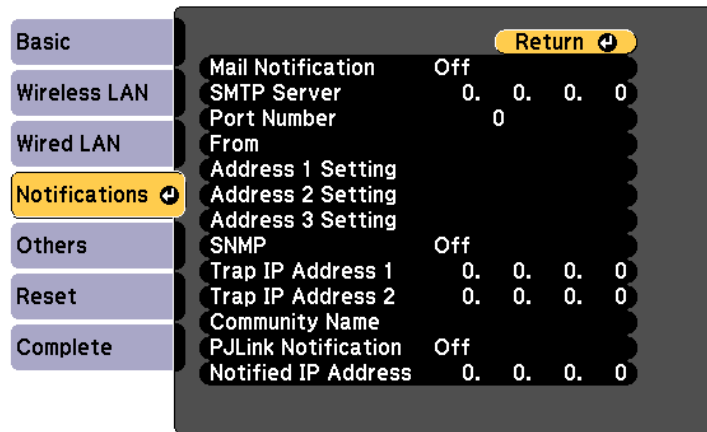 Basic
Wireless LAN
Wired LAN
Notifications
Others
Reset
Complete
Return
Mail Notification Off
SMTP Server 0. 0. 0. 0
Port Number 0
From
Address 1 Setting
Address 2 Setting
Address 3 Setting
SNMP Off
Trap IP Address 1 0. 0. 0. 0
Trap IP Address 2 0. 0. 0. 0
Community Name
PJLink Notification Off
Notified IP Address 0. 0. 0. 0